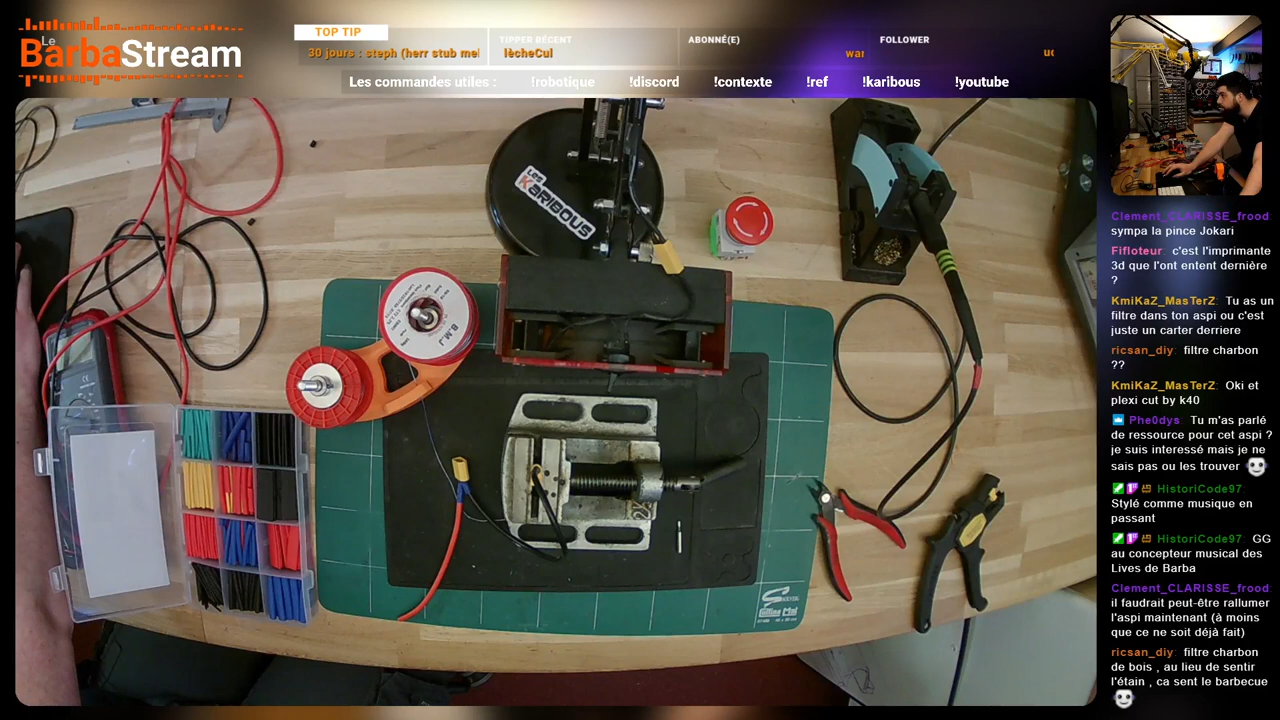 Le
BarbaStream
TOP TIP
30 jours : steph (herr stub me
TIPPER RÉCENT
lècheCul
ABONNÉ(E)
wai
FOLLOWER
Les commandes utiles : !robotique !discord !contexte !ref !karibous !youtube
LES
KARIBOUS
B.M.J
Cutting Mat
Clement_CLARISSE_frood:
sympa la pince Jokari
Fifloteur: c'est l'imprimante
3d que l'ont entent dernière
?
KmiKaZ_MasTerZ: Tu as un
filtre dans ton aspi ou c'est
juste un carter derriere
ricsan_diy: filtre charbon
??
KmiKaZ_MasTerZ: Oki et
plexi cut by k40
Phe0dys: Tu m'as parlé
de ressource pour cet aspi ?
je suis interessé mais je ne
sais pas ou les trouver
HistoriCode97:
Stylé comme musique en
passant
HistoriCode97: GG
au concepteur musical des
Lives de Barba
Clement_CLARISSE_frood:
il faudrait peut-être rallumer
l'aspi maintenant (à moins
que ce ne soit déjà fait)
ricsan_diy: filtre charbon
de bois , au lieu de sentir
l'étain , ca sent le barbecue